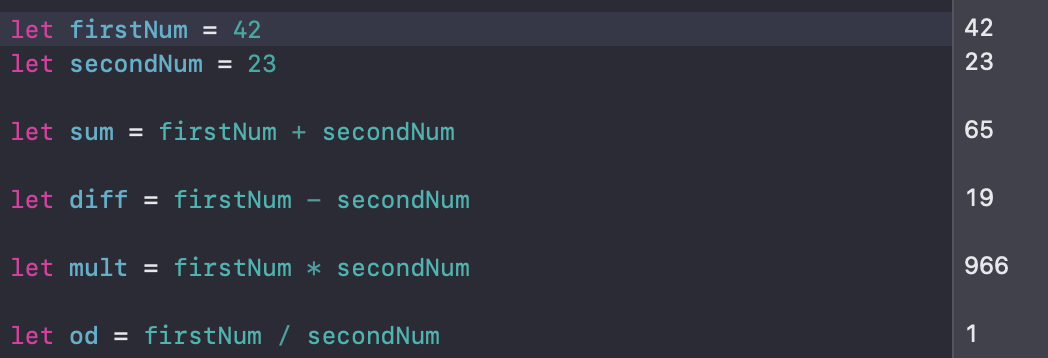 let firstNum = 42 42
let secondNum = 23 23
let sum = firstNum + secondNum 65
let diff = firstNum - secondNum 19
let mult = firstNum * secondNum 966
let od = firstNum / secondNum 1